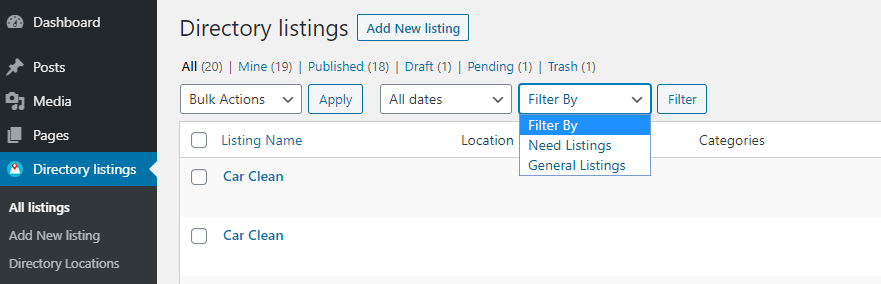 Dashboard
Posts
Media
Pages
Directory listings
All listings
Add New listing
Directory Locations
Directory listings Add New listing
All (20) | Mine (19) | Published (18) | Draft (1) | Pending (1) | Trash (1)
Bulk Actions Apply All dates Filter By Filter
Filter By
Need Listings
General Listings
Listing Name Location Categories
Car Clean
Car Clean